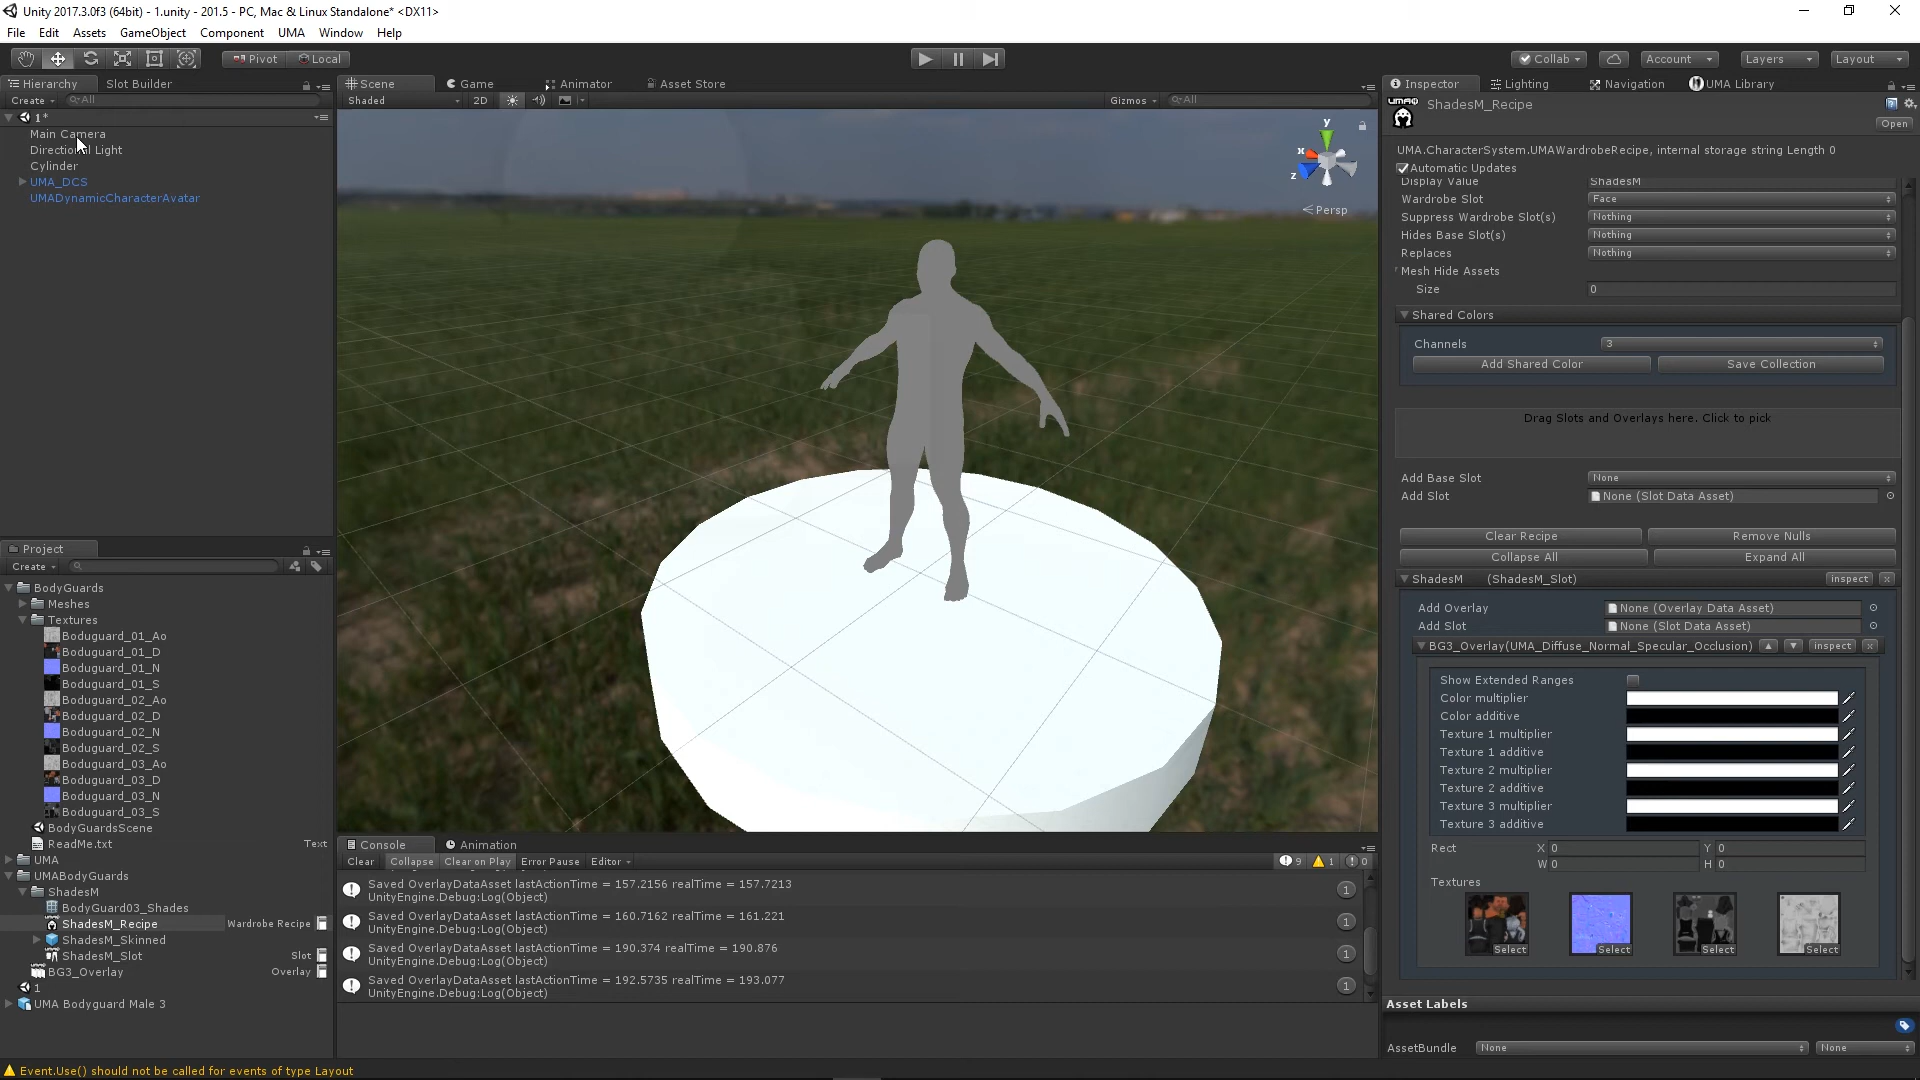 Unity 2017.3.0f3 (64bit) - 1.unity - 201.5 - PC, Mac & Linux Standalone* <DX11>
File Edit Assets GameObject Component UMA Window Help
Pivot Local
Collab Account Layers Layout
Hierarchy Slot Builder
Create All
1*
Main Camera
Directional Light
Cylinder
UMA_DCS
UMADynamicCharacterAvatar
Project
Create
BodyGuards
Meshes
Textures
Boduguard_01_Ao
Boduguard_01_D
Boduguard_01_N
Boduguard_01_S
Boduguard_02_Ao
Boduguard_02_D
Boduguard_02_N
Boduguard_02_S
Boduguard_03_Ao
Boduguard_03_D
Boduguard_03_N
Boduguard_03_S
BodyGuardsScene
ReadMe.txt Text
UMA
UMABodyGuards
ShadesM
BodyGuard03_Shades
ShadesM_Recipe Wardrobe Recipe
ShadesM_Skinned
ShadesM_Slot Slot
BG3_Overlay Overlay
1
UMA Bodyguard Male 3
Scene Game Animator Asset Store
Shaded 2D Gizmos All
y
x
z
Persp
Console Animation
Clear Collapse Clear on Play Error Pause Editor 9 1 0
Saved OverlayDataAsset lastActionTime = 157.2156 realTime = 157.7213
UnityEngine.Debug:Log(Object)
1
Saved OverlayDataAsset lastActionTime = 160.7162 realTime = 161.221
UnityEngine.Debug:Log(Object)
1
Saved OverlayDataAsset lastActionTime = 190.374 realTime = 190.876
UnityEngine.Debug:Log(Object)
1
Saved OverlayDataAsset lastActionTime = 192.5735 realTime = 193.077
UnityEngine.Debug:Log(Object)
1
Inspector Lighting Navigation UMA Library
ShadesM_Recipe
Open
UMA.CharacterSystem.UMAWardrobeRecipe, internal storage string Length 0
Automatic Updates
Display Value ShadesM
Wardrobe Slot Face
Suppress Wardrobe Slot(s) Nothing
Hides Base Slot(s) Nothing
Replaces Nothing
Mesh Hide Assets
Size 0
Shared Colors
Channels 3
Add Shared Color Save Collection
Drag Slots and Overlays here. Click to pick
Add Base Slot None
Add Slot None (Slot Data Asset)
Clear Recipe Remove Nulls
Collapse All Expand All
ShadesM (ShadesM_Slot) inspect x
Add Overlay None (Overlay Data Asset)
Add Slot None (Slot Data Asset)
BG3_Overlay(UMA_Diffuse_Normal_Specular_Occlusion) inspect x
Show Extended Ranges
Color multiplier
Color additive
Texture 1 multiplier
Texture 1 additive
Texture 2 multiplier
Texture 2 additive
Texture 3 multiplier
Texture 3 additive
Rect X 0 Y 0
W 0 H 0
Textures
Select Select Select Select
Asset Labels
AssetBundle None None
Event.Use() should not be called for events of type Layout